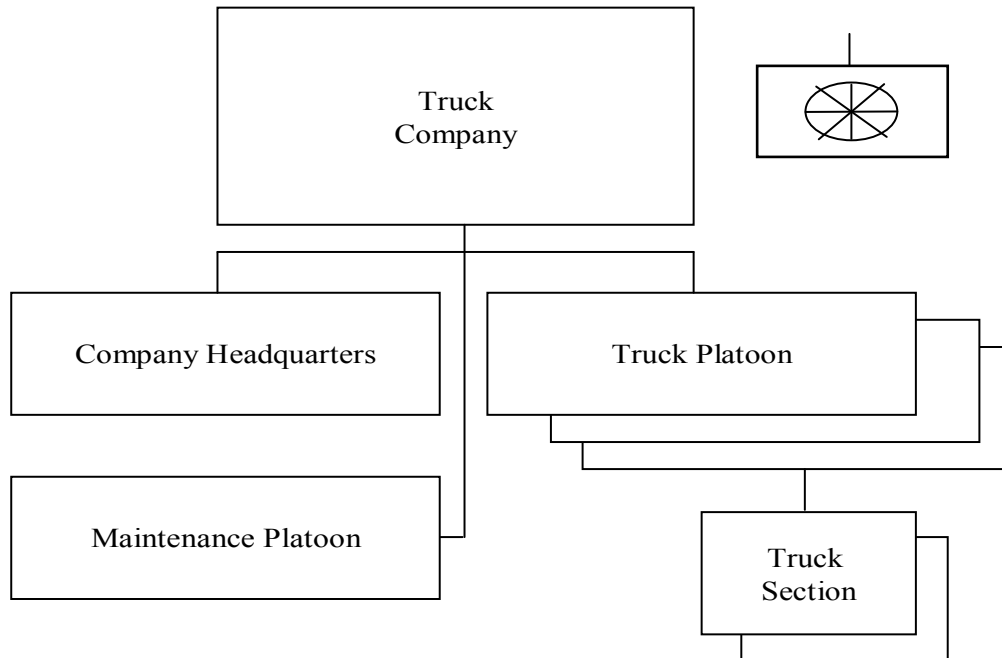 Truck
Company
Company Headquarters
Truck Platoon
Maintenance Platoon
Truck
Section